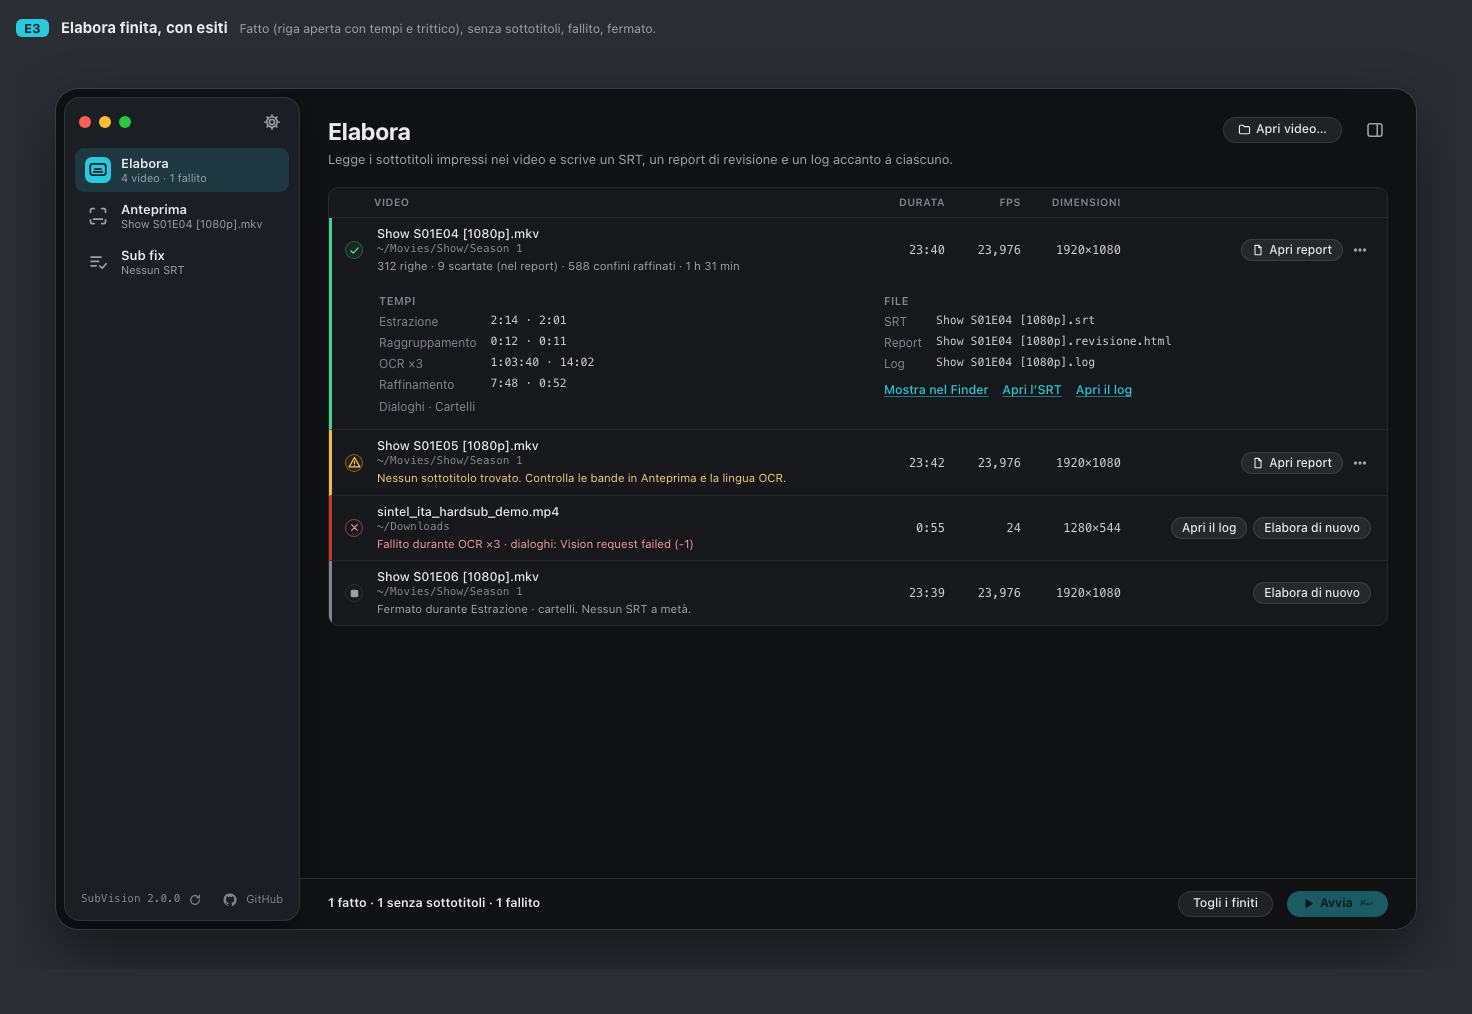 E3 Elabora finita, con esiti Fatto (riga aperta con tempi e trittico), senza sottotitoli, fallito, fermato.
Elabora
4 video · 1 fallito
Anteprima
Show S01E04 [1080p].mkv
Sub fix
Nessun SRT
SubVision 2.0.0 GitHub
Elabora
Apri video...
Legge i sottotitoli impressi nei video e scrive un SRT, un report di revisione e un log accanto a ciascuno.
VIDEO DURATA FPS DIMENSIONI
Show S01E04 [1080p].mkv
~/Movies/Show/Season 1
312 righe · 9 scartate (nel report) · 588 confini raffinati · 1 h 31 min
23:40 23,976 1920×1080 Apri report
TEMPI
Estrazione 2:14 · 2:01
Raggruppamento 0:12 · 0:11
OCR ×3 1:03:40 · 14:02
Raffinamento 7:48 · 0:52
Dialoghi · Cartelli
FILE
SRT Show S01E04 [1080p].srt
Report Show S01E04 [1080p].revisione.html
Log Show S01E04 [1080p].log
Mostra nel Finder Apri l'SRT Apri il log
Show S01E05 [1080p].mkv
~/Movies/Show/Season 1
Nessun sottotitolo trovato. Controlla le bande in Anteprima e la lingua OCR.
23:42 23,976 1920×1080 Apri report
sintel_ita_hardsub_demo.mp4
~/Downloads
Fallito durante OCR ×3 · dialoghi: Vision request failed (-1)
0:55 24 1280×544 Apri il log Elabora di nuovo
Show S01E06 [1080p].mkv
~/Movies/Show/Season 1
Fermato durante Estrazione · cartelli. Nessun SRT a metà.
23:39 23,976 1920×1080 Elabora di nuovo
1 fatto · 1 senza sottotitoli · 1 fallito
Togli i finiti Avvia ⌘↩